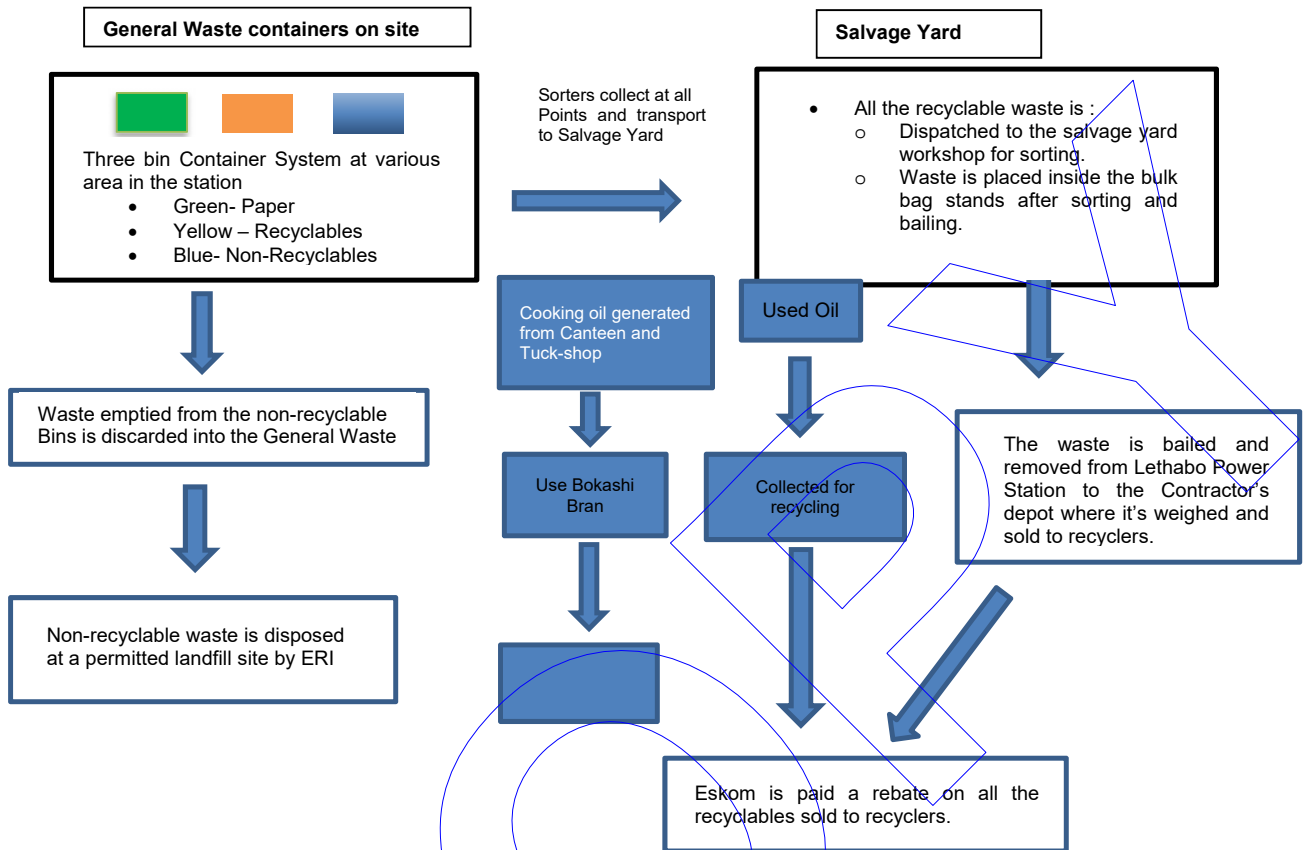 General Waste containers on site
Three bin Container System at various
area in the station
• Green- Paper
• Yellow – Recyclables
• Blue- Non-Recyclables
Sorters collect at all
Points and transport
to Salvage Yard
Salvage Yard
• All the recyclable waste is :
o Dispatched to the salvage yard
workshop for sorting.
o Waste is placed inside the bulk
bag stands after sorting and
bailing.
Waste emptied from the non-recyclable
Bins is discarded into the General Waste
Non-recyclable waste is disposed
at a permitted landfill site by ERI
Cooking oil generated
from Canteen and
Tuck-shop
Use Bokashi
Bran
Used Oil
Collected for
recycling
The waste is bailed and
removed from Lethabo Power
Station to the Contractor’s
depot where it’s weighed and
sold to recyclers.
Eskom is paid a rebate on all the
recyclables sold to recyclers.